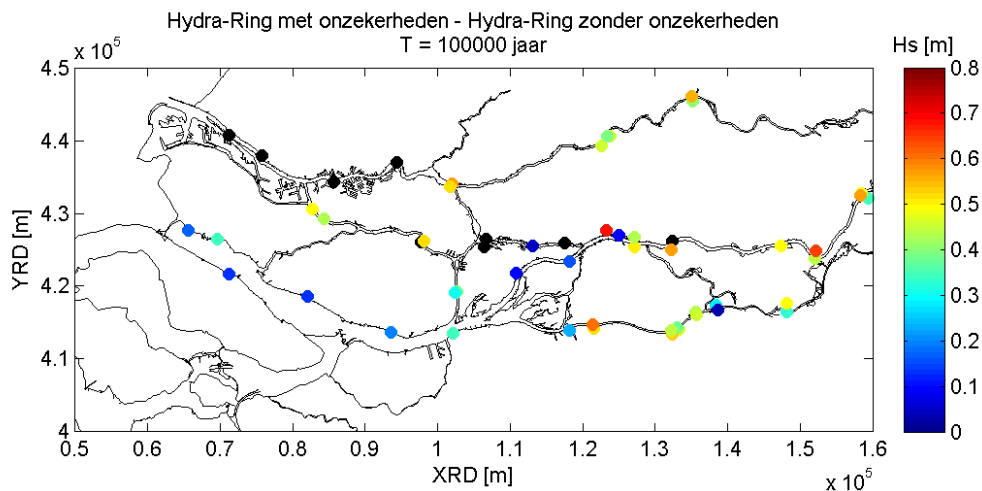 Hydra-Ring met onzekerheden - Hydra-Ring zonder onzekerheden
T = 100000 jaar
x 10^5
Hs [m]
4.5
4.4
4.3
4.2
4.1
4
YRD [m]
0.5 0.6 0.7 0.8 0.9 1 1.1 1.2 1.3 1.4 1.5 1.6
XRD [m]
x 10^5
0.8
0.7
0.6
0.5
0.4
0.3
0.2
0.1
0